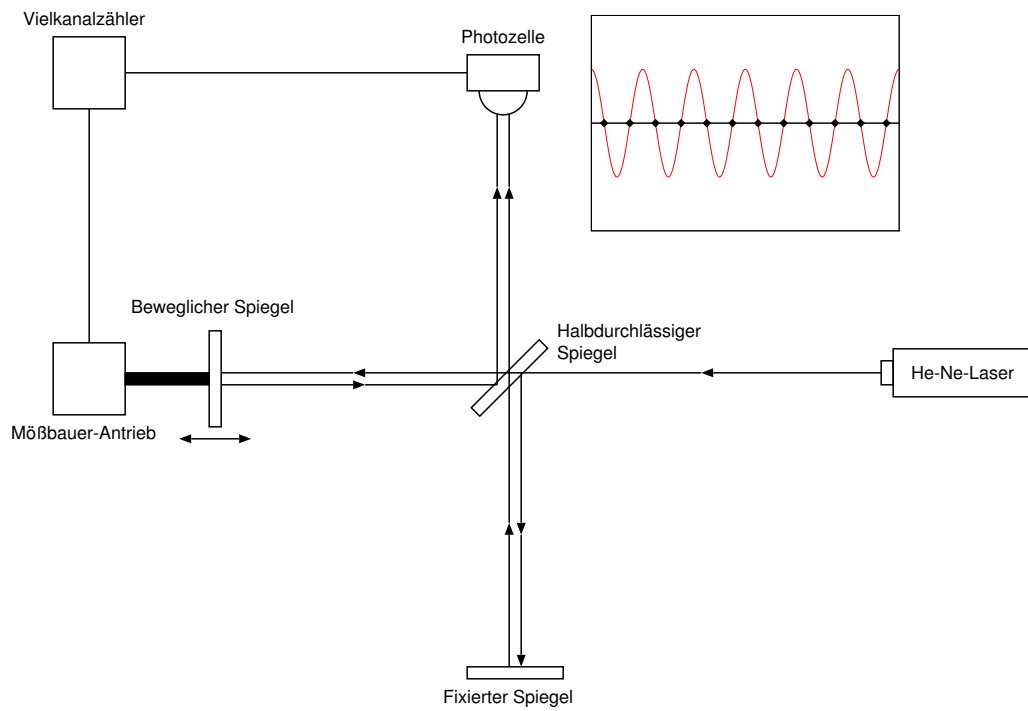 Vielkanalzähler
Photozelle
Beweglicher Spiegel
Halbdurchlässiger
Spiegel
He-Ne-Laser
Mößbauer-Antrieb
Fixierter Spiegel